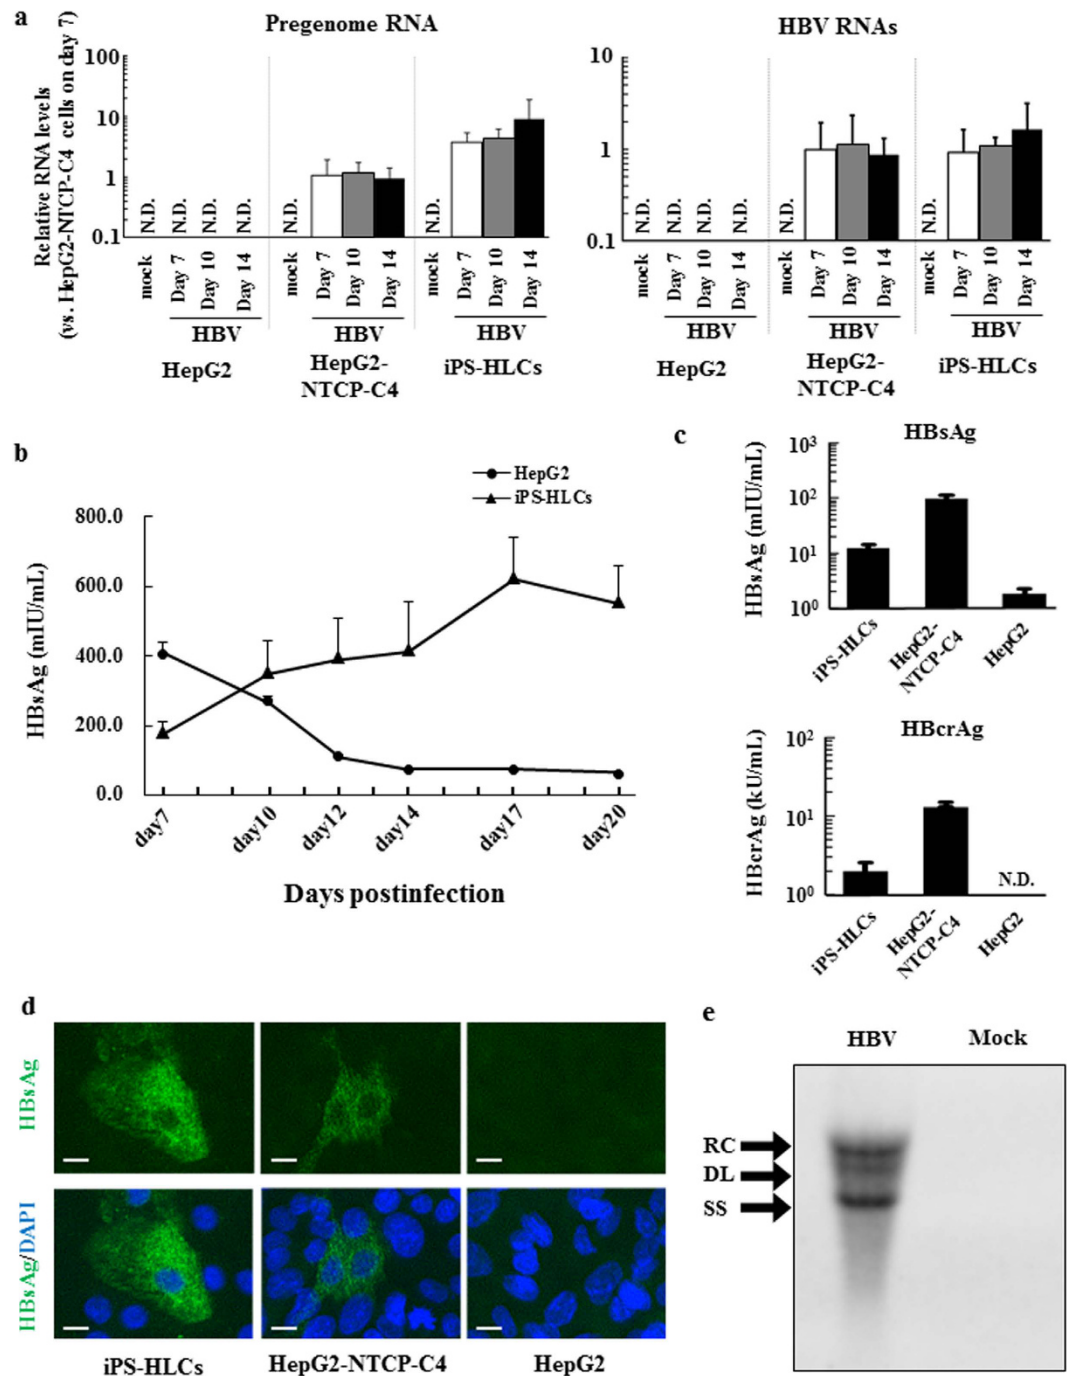 a
Pregenome RNA
HBV RNAs
Relative RNA levels
(vs. HepG2-NTCP-C4 cells on day 7)
100
10
1
0.1
N.D. N.D. N.D. N.D. N.D. N.D.
mock Day 7 Day 10 Day 14 mock Day 7 Day 10 Day 14 mock Day 7 Day 10 Day 14
HBV HBV HBV
HepG2 HepG2-NTCP-C4 iPS-HLCs
10
1
0.1
N.D. N.D. N.D. N.D. N.D. N.D.
mock Day 7 Day 10 Day 14 mock Day 7 Day 10 Day 14 mock Day 7 Day 10 Day 14
HBV HBV HBV
HepG2 HepG2-NTCP-C4 iPS-HLCs
b
HepG2
iPS-HLCs
HBsAg (mIU/mL)
800.0
600.0
400.0
200.0
0.0
day7 day10 day12 day14 day17 day20
Days postinfection
c
HBsAg
HBsAg (mIU/mL)
10³
10²
10¹
10⁰
iPS-HLCs HepG2-NTCP-C4 HepG2
HBcrAg
HBcrAg (kU/mL)
10²
10¹
10⁰
N.D.
iPS-HLCs HepG2-NTCP-C4 HepG2
d
HBsAg
HBsAg/DAPI
iPS-HLCs HepG2-NTCP-C4 HepG2
e
HBV Mock
RC
DL
SS